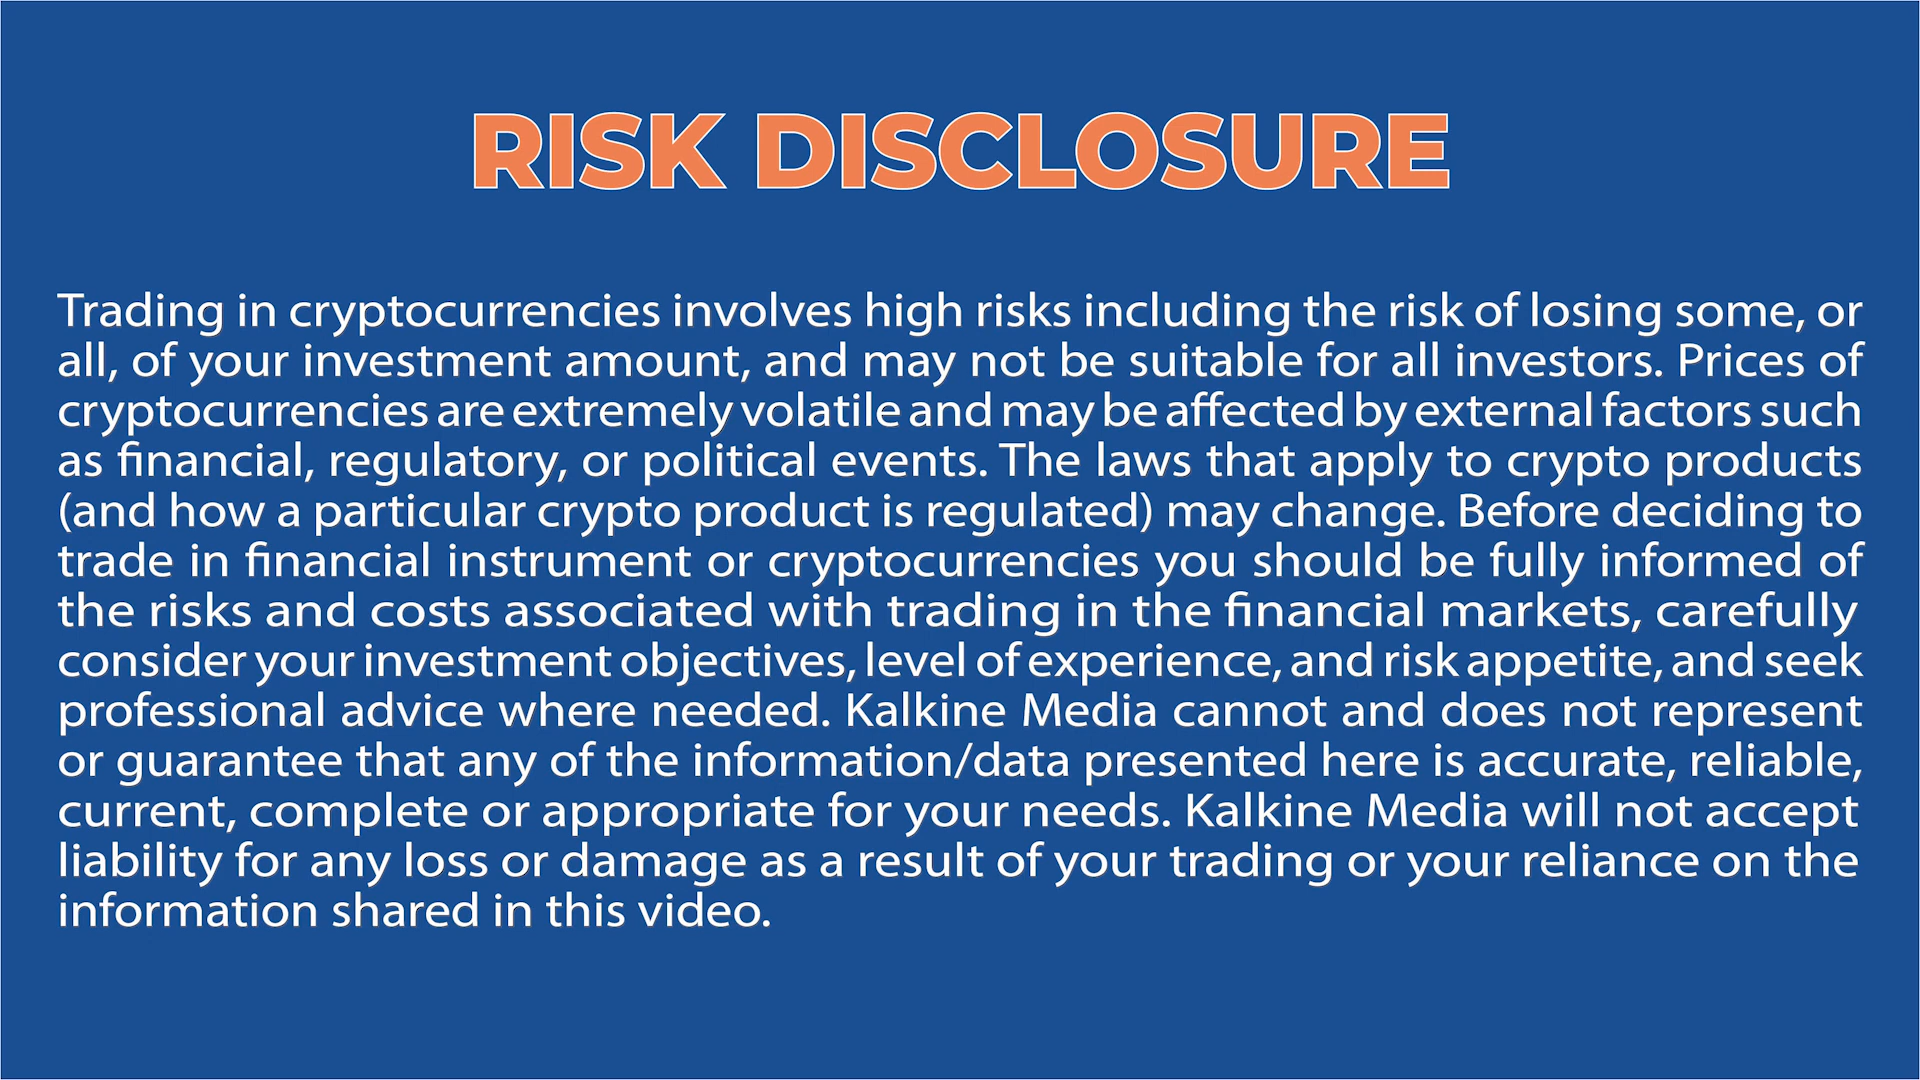 RISK DISCLOSURE
Trading in cryptocurrencies involves high risks including the risk of losing some, or
all, of your investment amount, and may not be suitable for all investors. Prices of
cryptocurrencies are extremely volatile and may be affected by external factors such
as financial, regulatory, or political events. The laws that apply to crypto products
(and how a particular crypto product is regulated) may change. Before deciding to
trade in financial instrument or cryptocurrencies you should be fully informed of
the risks and costs associated with trading in the financial markets, carefully
consider your investment objectives, level of experience, and risk appetite, and seek
professional advice where needed. Kalkine Media cannot and does not represent
or guarantee that any of the information/data presented here is accurate, reliable,
current, complete or appropriate for your needs. Kalkine Media will not accept
liability for any loss or damage as a result of your trading or your reliance on the
information shared in this video.